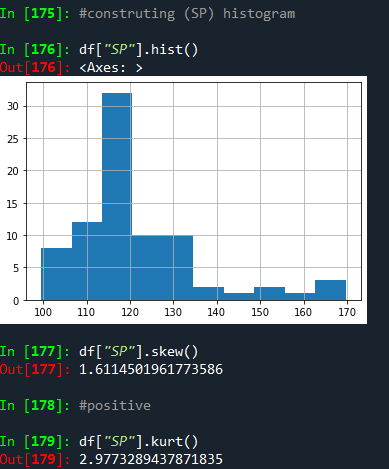 In [175]: #construting (SP) histogram
In [176]: df["SP"].hist()
Out[176]: <Axes: >
30
25
20
15
10
5
0
100 110 120 130 140 150 160 170
In [177]: df["SP"].skew()
Out[177]: 1.6114501961773586
In [178]: #positive
In [179]: df["SP"].kurt()
Out[179]: 2.9773289437871835